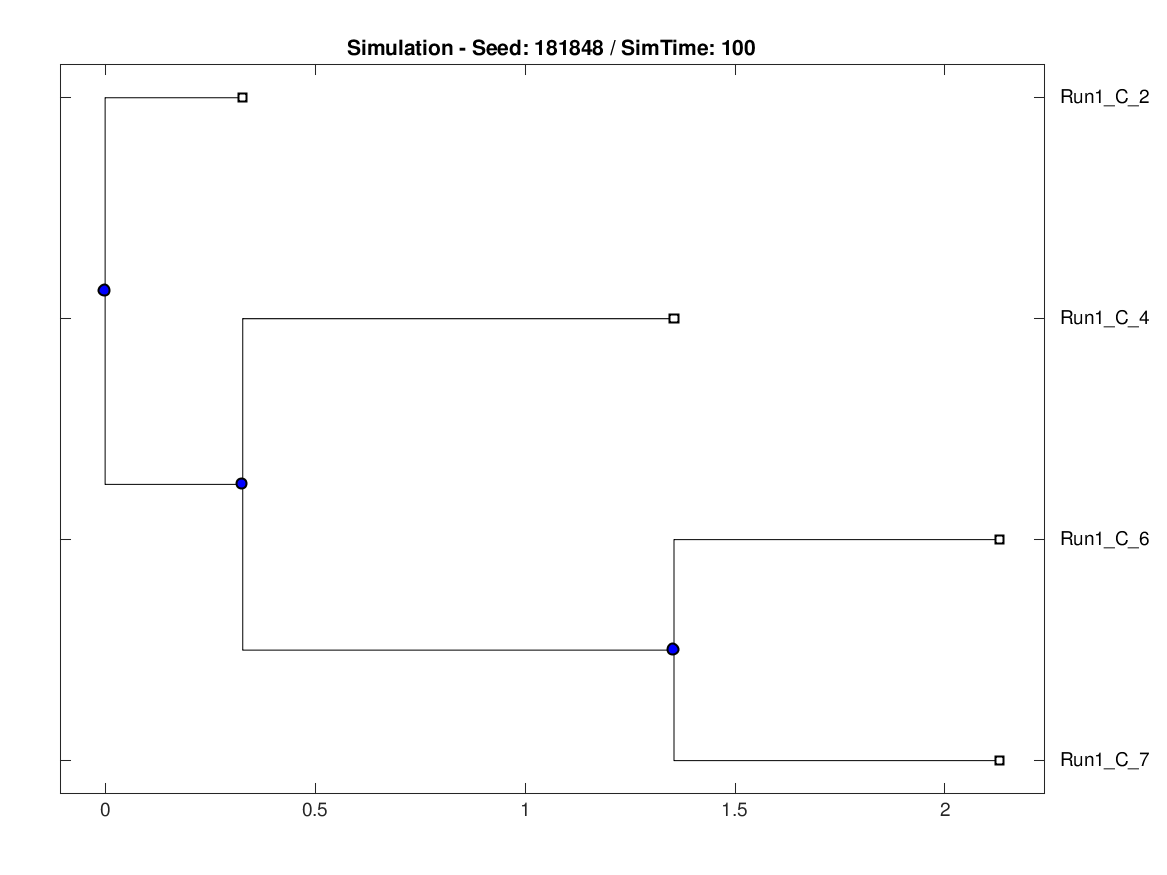 Simulation - Seed: 181848 / SimTime: 100
Run1_C_2
Run1_C_4
Run1_C_6
Run1_C_7
0 0.5 1 1.5 2